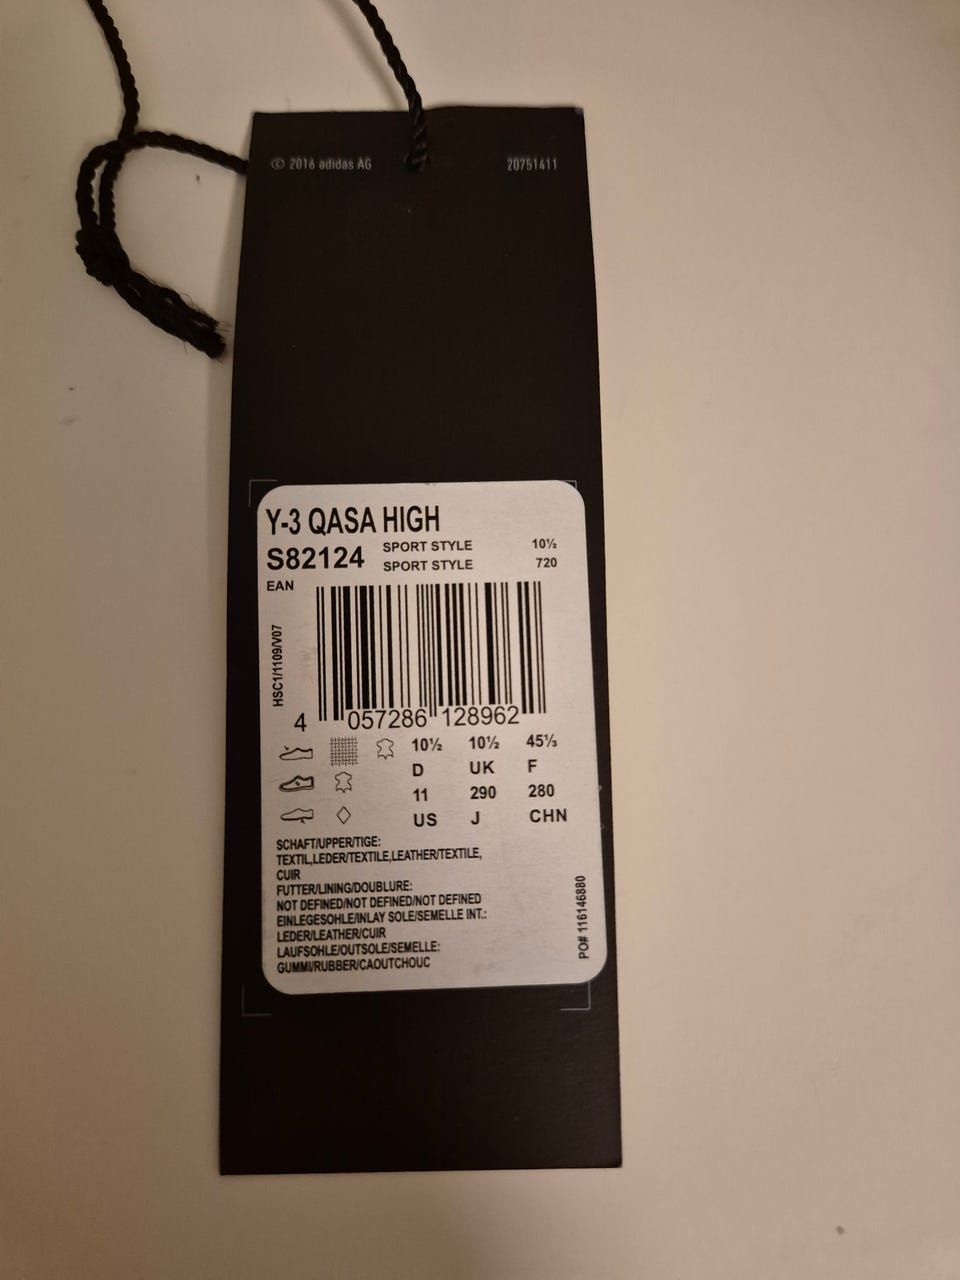 © 2016 adidas AG 20751411
Y-3 QASA HIGH
S82124 SPORT STYLE 10½
SPORT STYLE 720
EAN
HSC1/1109/V07
4 057286 128962
10½ 10½ 45⅓
D UK F
11 290 280
US J CHN
SCHAFT/UPPER/TIGE:
TEXTIL,LEDER/TEXTILE,LEATHER/TEXTILE,
CUIR
FUTTER/LINING/DOUBLURE:
NOT DEFINED/NOT DEFINED/NOT DEFINED
EINLEGESOHLE/INLAY SOLE/SEMELLE INT.:
LEDER/LEATHER/CUIR
LAUFSOHLE/OUTSOLE/SEMELLE:
GUMMI/RUBBER/CAOUTCHOUC
PO# 116146880